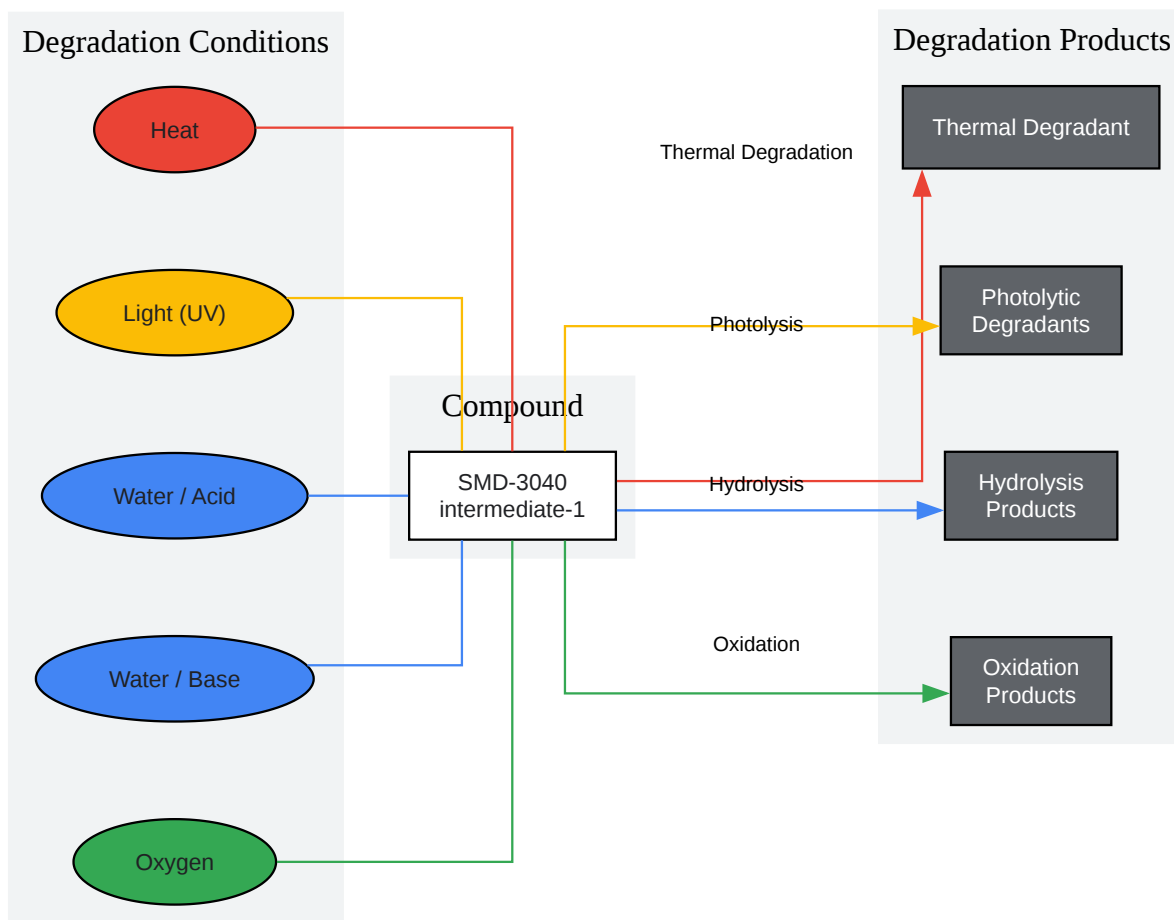 Degradation Conditions
Heat
Light (UV)
Water / Acid
Water / Base
Oxygen
Compound
SMD-3040
intermediate-1
Thermal Degradation
Photolysis
Hydrolysis
Oxidation
Degradation Products
Thermal Degradant
Photolytic
Degradants
Hydrolysis
Products
Oxidation
Products